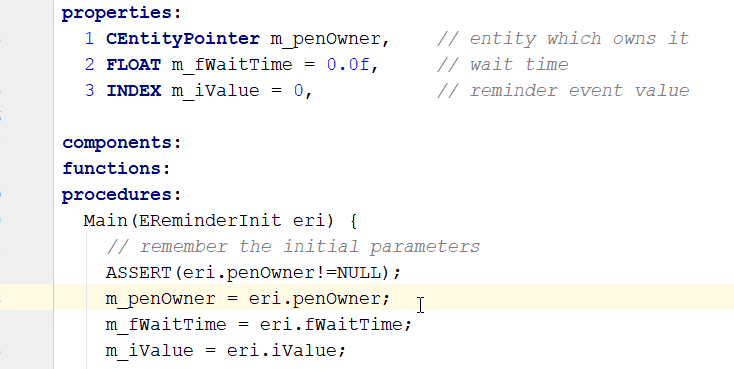 properties:
1 CEntityPointer m_penOwner, // entity which owns it
2 FLOAT m_fWaitTime = 0.0f, // wait time
3 INDEX m_iValue = 0, // reminder event value
components:
functions:
procedures:
Main(EReminderInit eri) {
// remember the initial parameters
ASSERT(eri.penOwner!=NULL);
m_penOwner = eri.penOwner;
m_fWaitTime = eri.fWaitTime;
m_iValue = eri.iValue;